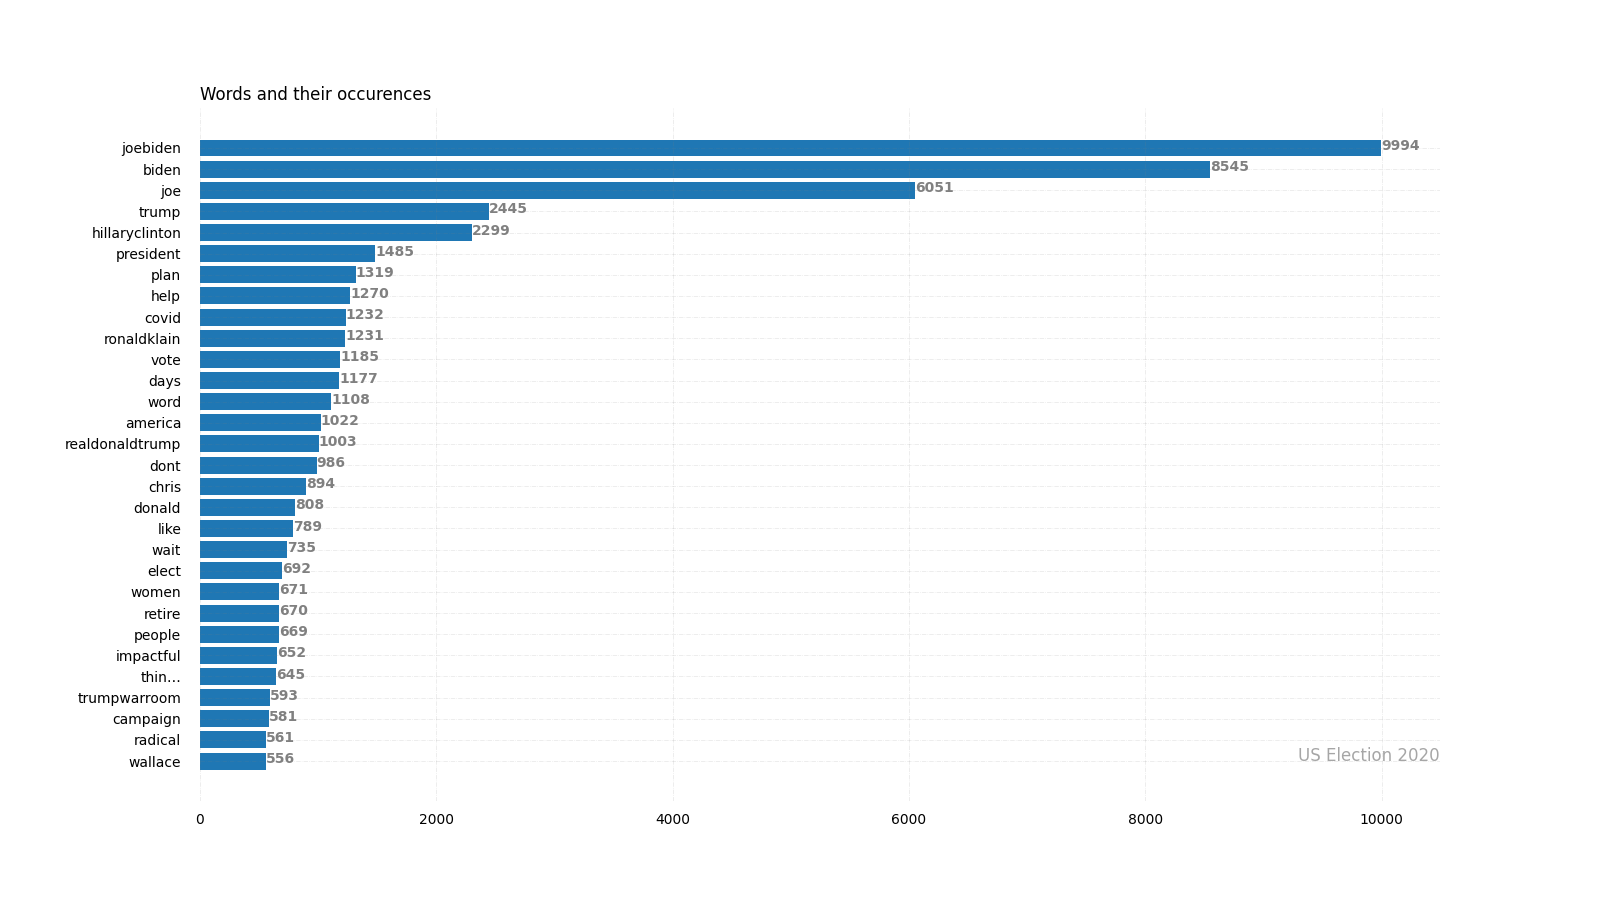 Words and their occurences
joebiden 9994
biden 8545
joe 6051
trump 2445
hillaryclinton 2299
president 1485
plan 1319
help 1270
covid 1232
ronaldklain 1231
vote 1185
days 1177
word 1108
america 1022
realdonaldtrump 1003
dont 986
chris 894
donald 808
like 789
wait 735
elect 692
women 671
retire 670
people 669
impactful 652
thin… 645
trumpwarroom 593
campaign 581
radical 561
wallace 556
US Election 2020
0 2000 4000 6000 8000 10000